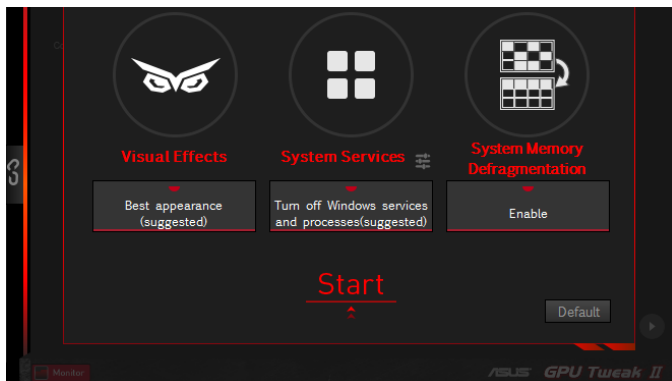 Visual Effects
System Services
System Memory
Defragmentation
Best appearance
(suggested)
Turn off Windows services
and processes(suggested)
Enable
Start
Default
Monitor
ASUS GPU Tweak II